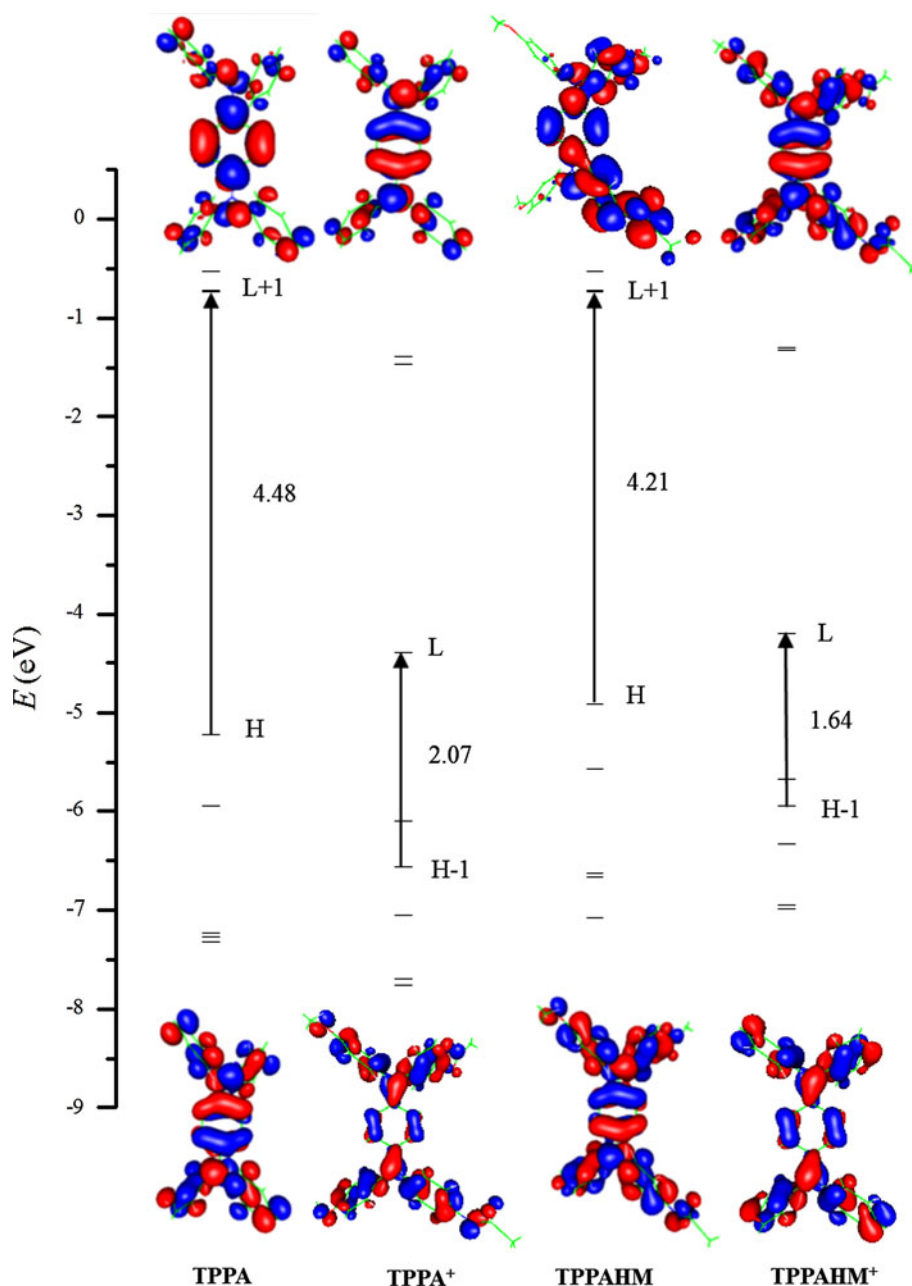 0
L+1
L+1
-1
-2
4.48
4.21
-3
-4
L
L
E (eV)
-5
H
H
2.07
1.64
-6
H-1
H-1
-7
-8
-9
TPPA
TPPA⁺
TPPAHM
TPPAHM⁺